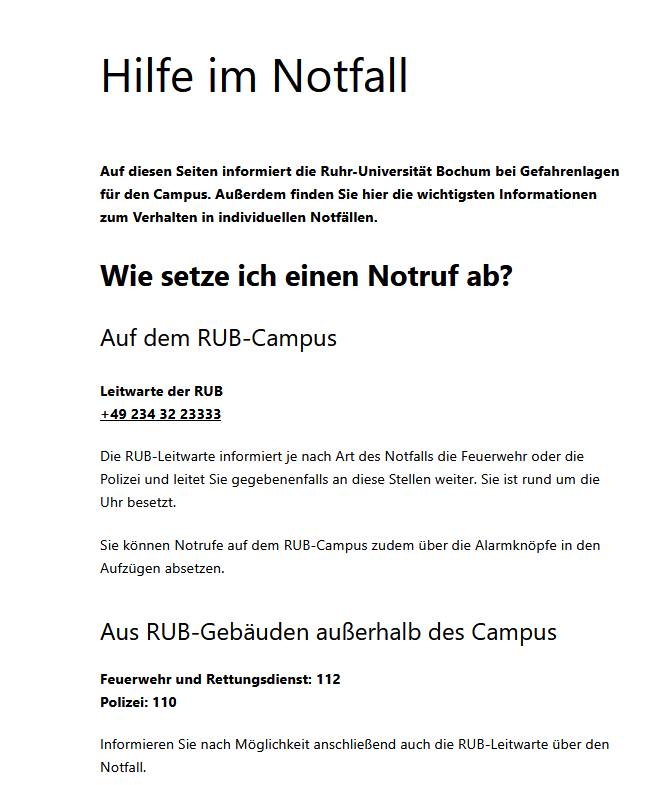 Hilfe im Notfall
Auf diesen Seiten informiert die Ruhr-Universität Bochum bei Gefahrenlagen
für den Campus. Außerdem finden Sie hier die wichtigsten Informationen
zum Verhalten in individuellen Notfällen.
Wie setze ich einen Notruf ab?
Auf dem RUB-Campus
Leitwarte der RUB
+49 234 32 23333
Die RUB-Leitwarte informiert je nach Art des Notfalls die Feuerwehr oder die
Polizei und leitet Sie gegebenenfalls an diese Stellen weiter. Sie ist rund um die
Uhr besetzt.
Sie können Notrufe auf dem RUB-Campus zudem über die Alarmknöpfe in den
Aufzügen absetzen.
Aus RUB-Gebäuden außerhalb des Campus
Feuerwehr und Rettungsdienst: 112
Polizei: 110
Informieren Sie nach Möglichkeit anschließend auch die RUB-Leitwarte über den
Notfall.